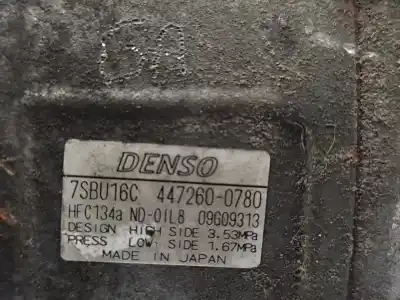 DENSO
7SBU16C 447260-0780
HFC134a ND-OIL8 09G09313
DESIGN HIGH SIDE 3.53MPa
PRESS LOW SIDE 1.67MPa
MADE IN JAPAN